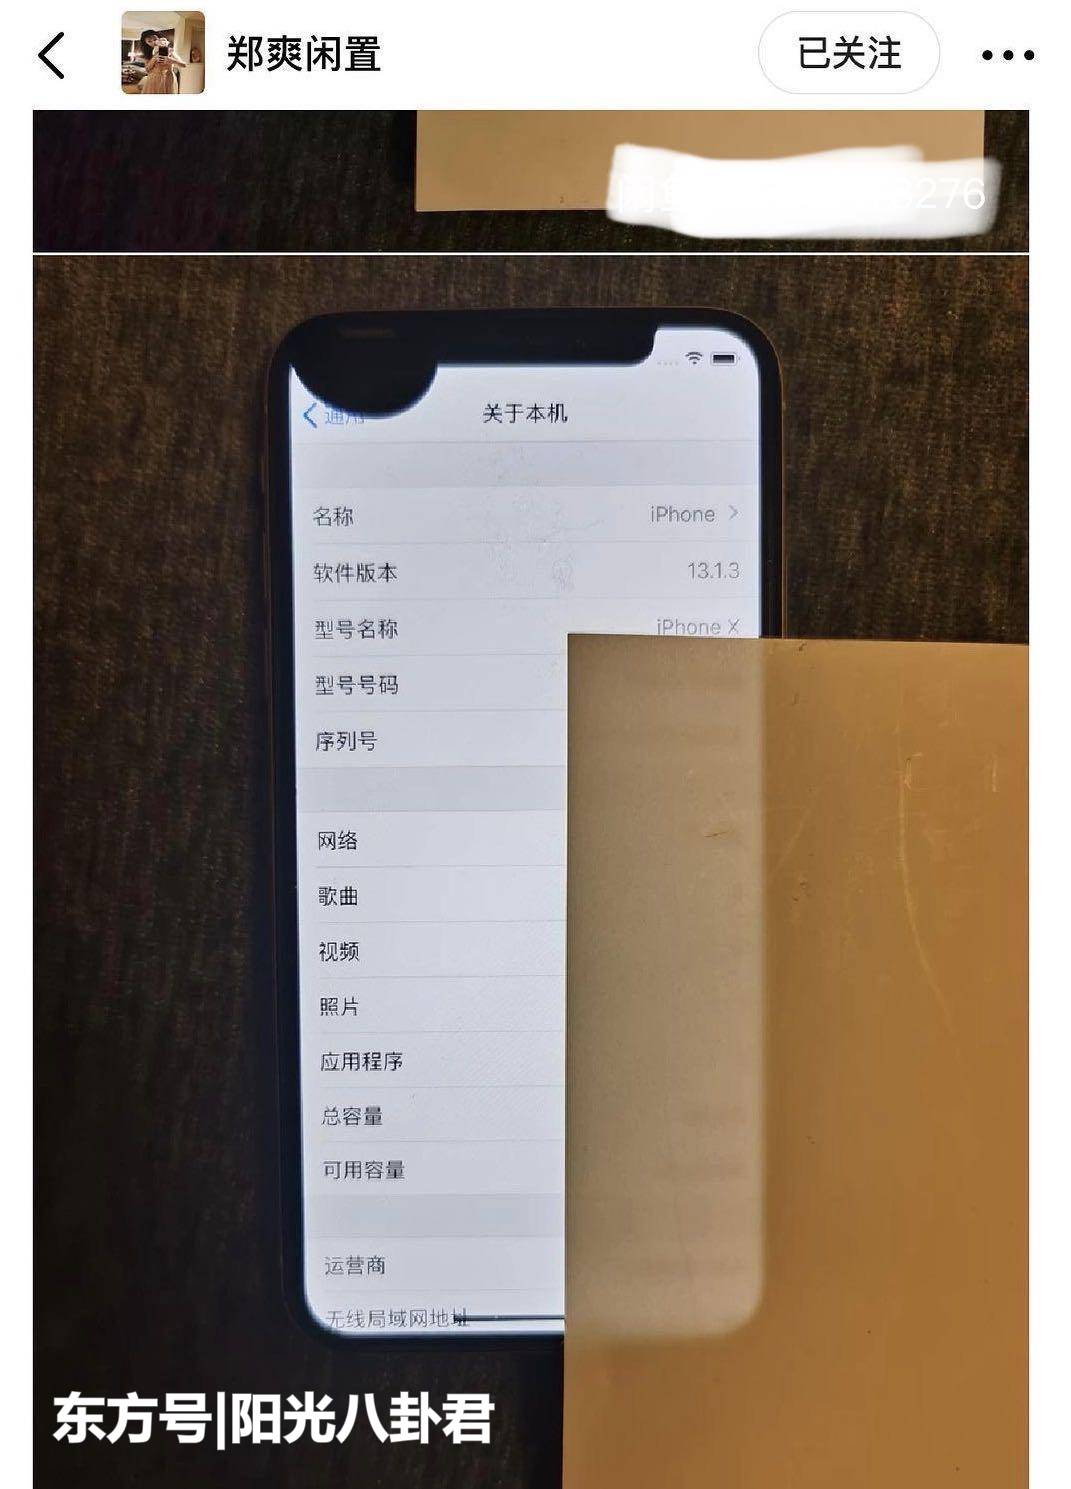 郑爽闲置
已关注
276
通用
关于本机
名称 iPhone
软件版本 13.1.3
型号名称 iPhone X
型号号码
序列号
网络
歌曲
视频
照片
应用程序
总容量
可用容量
运营商
无线局域网地址
东方号|阳光八卦君